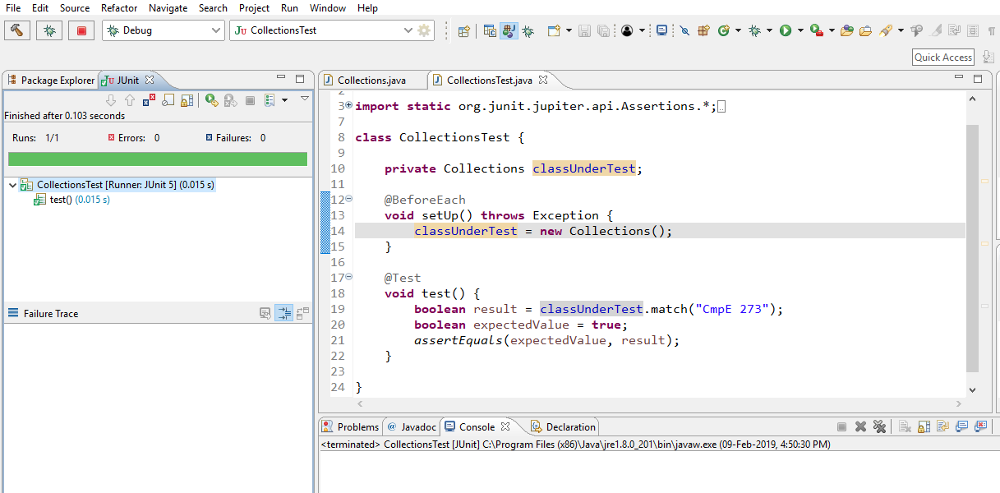 File Edit Source Refactor Navigate Search Project Run Window Help
Debug
JU CollectionsTest
Quick Access
Package Explorer
JU JUnit
Finished after 0.103 seconds
Runs: 1/1
Errors: 0
Failures: 0
CollectionsTest [Runner: JUnit 5] (0.015 s)
test() (0.015 s)
Failure Trace
Collections.java
CollectionsTest.java
2
3 import static org.junit.jupiter.api.Assertions.*;
7
8 class CollectionsTest {
9
10 private Collections classUnderTest;
11
12 @BeforeEach
13 void setUp() throws Exception {
14 classUnderTest = new Collections();
15 }
16
17 @Test
18 void test() {
19 boolean result = classUnderTest.match("CmpE 273");
20 boolean expectedValue = true;
21 assertEquals(expectedValue, result);
22 }
23
24 }
Problems
@ Javadoc
Console
Declaration
<terminated> CollectionsTest [JUnit] C:\Program Files (x86)\Java\jre1.8.0_201\bin\javaw.exe (09-Feb-2019, 4:50:30 PM)